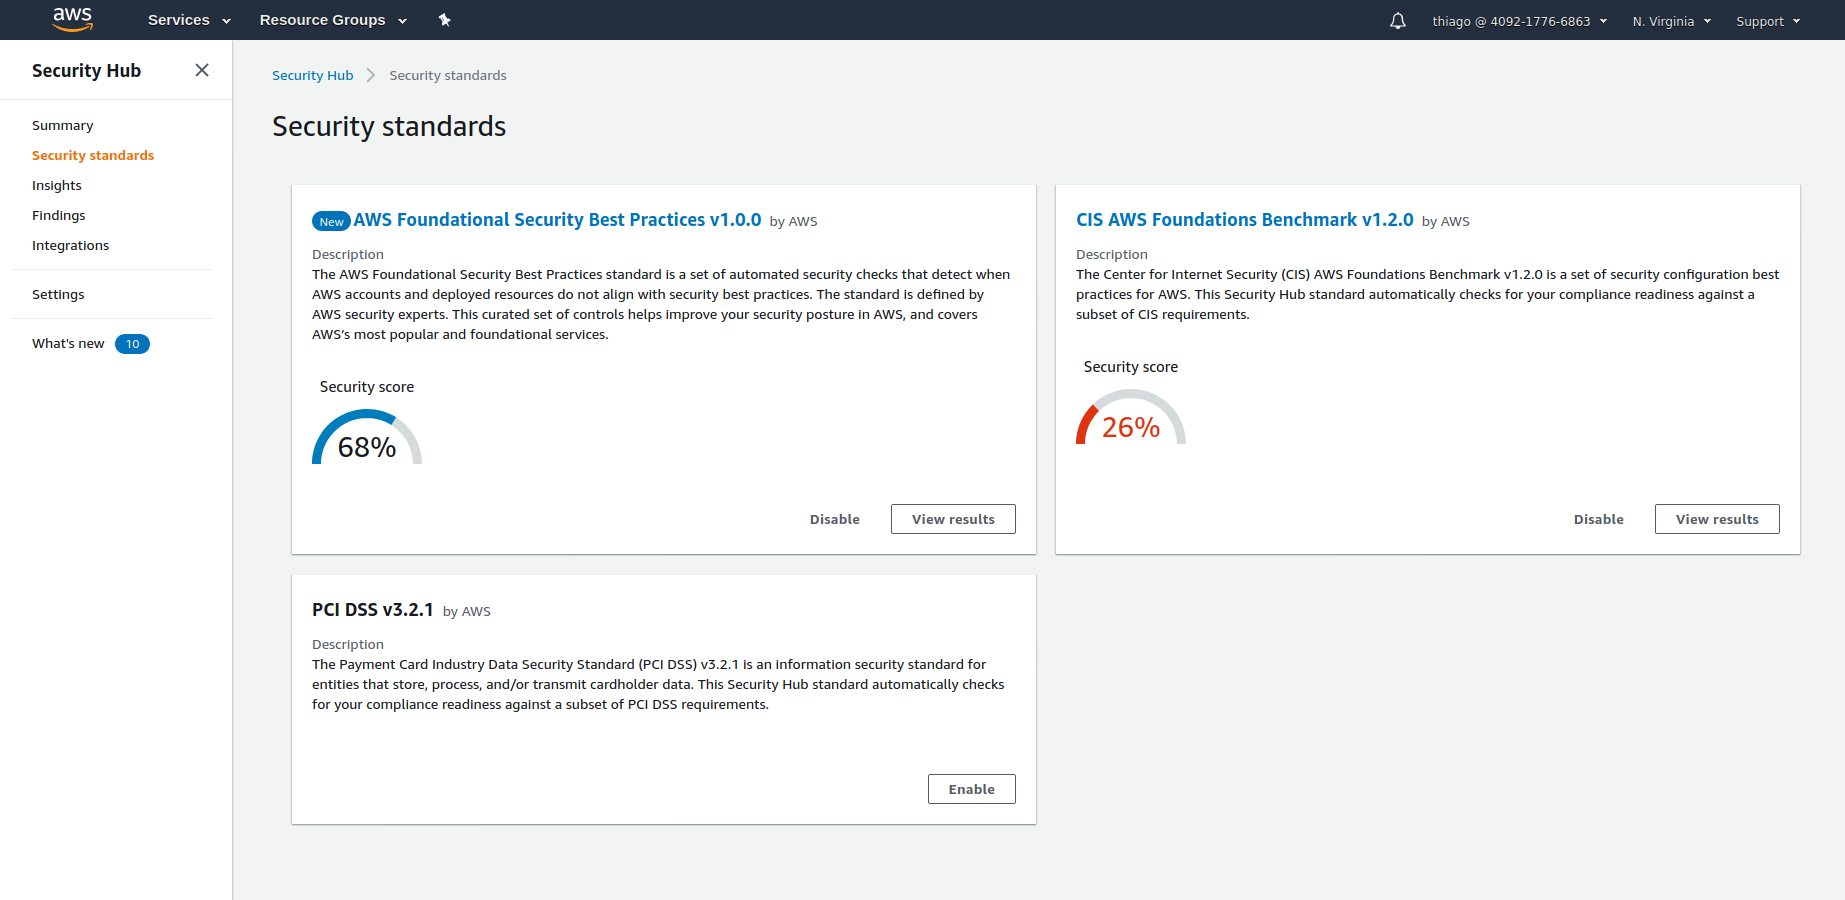 aws
Services
Resource Groups
thiago @ 4092-1776-6863
N. Virginia
Support
Security Hub
Summary
Security standards
Insights
Findings
Integrations
Settings
What's new 10
Security Hub
Security standards
Security standards
New AWS Foundational Security Best Practices v1.0.0 by AWS
Description
The AWS Foundational Security Best Practices standard is a set of automated security checks that detect when
AWS accounts and deployed resources do not align with security best practices. The standard is defined by
AWS security experts. This curated set of controls helps improve your security posture in AWS, and covers
AWS's most popular and foundational services.
Security score
68%
Disable
View results
CIS AWS Foundations Benchmark v1.2.0 by AWS
Description
The Center for Internet Security (CIS) AWS Foundations Benchmark v1.2.0 is a set of security configuration best
practices for AWS. This Security Hub standard automatically checks for your compliance readiness against a
subset of CIS requirements.
Security score
26%
Disable
View results
PCI DSS v3.2.1 by AWS
Description
The Payment Card Industry Data Security Standard (PCI DSS) v3.2.1 is an information security standard for
entities that store, process, and/or transmit cardholder data. This Security Hub standard automatically checks
for your compliance readiness against a subset of PCI DSS requirements.
Enable